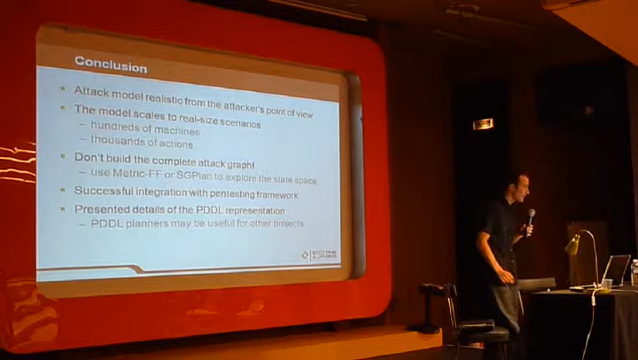 Conclusion
Attack model realistic from the attacker's point of view
The model scales to real-size scenarios
– hundreds of machines
– thousands of actions
Don't build the complete attack graph!
– use Metric-FF or SGPlan to explore the state space
Successful integration with pentesting framework
Presented details of the PDDL representation
– PDDL planners may be useful for other projects